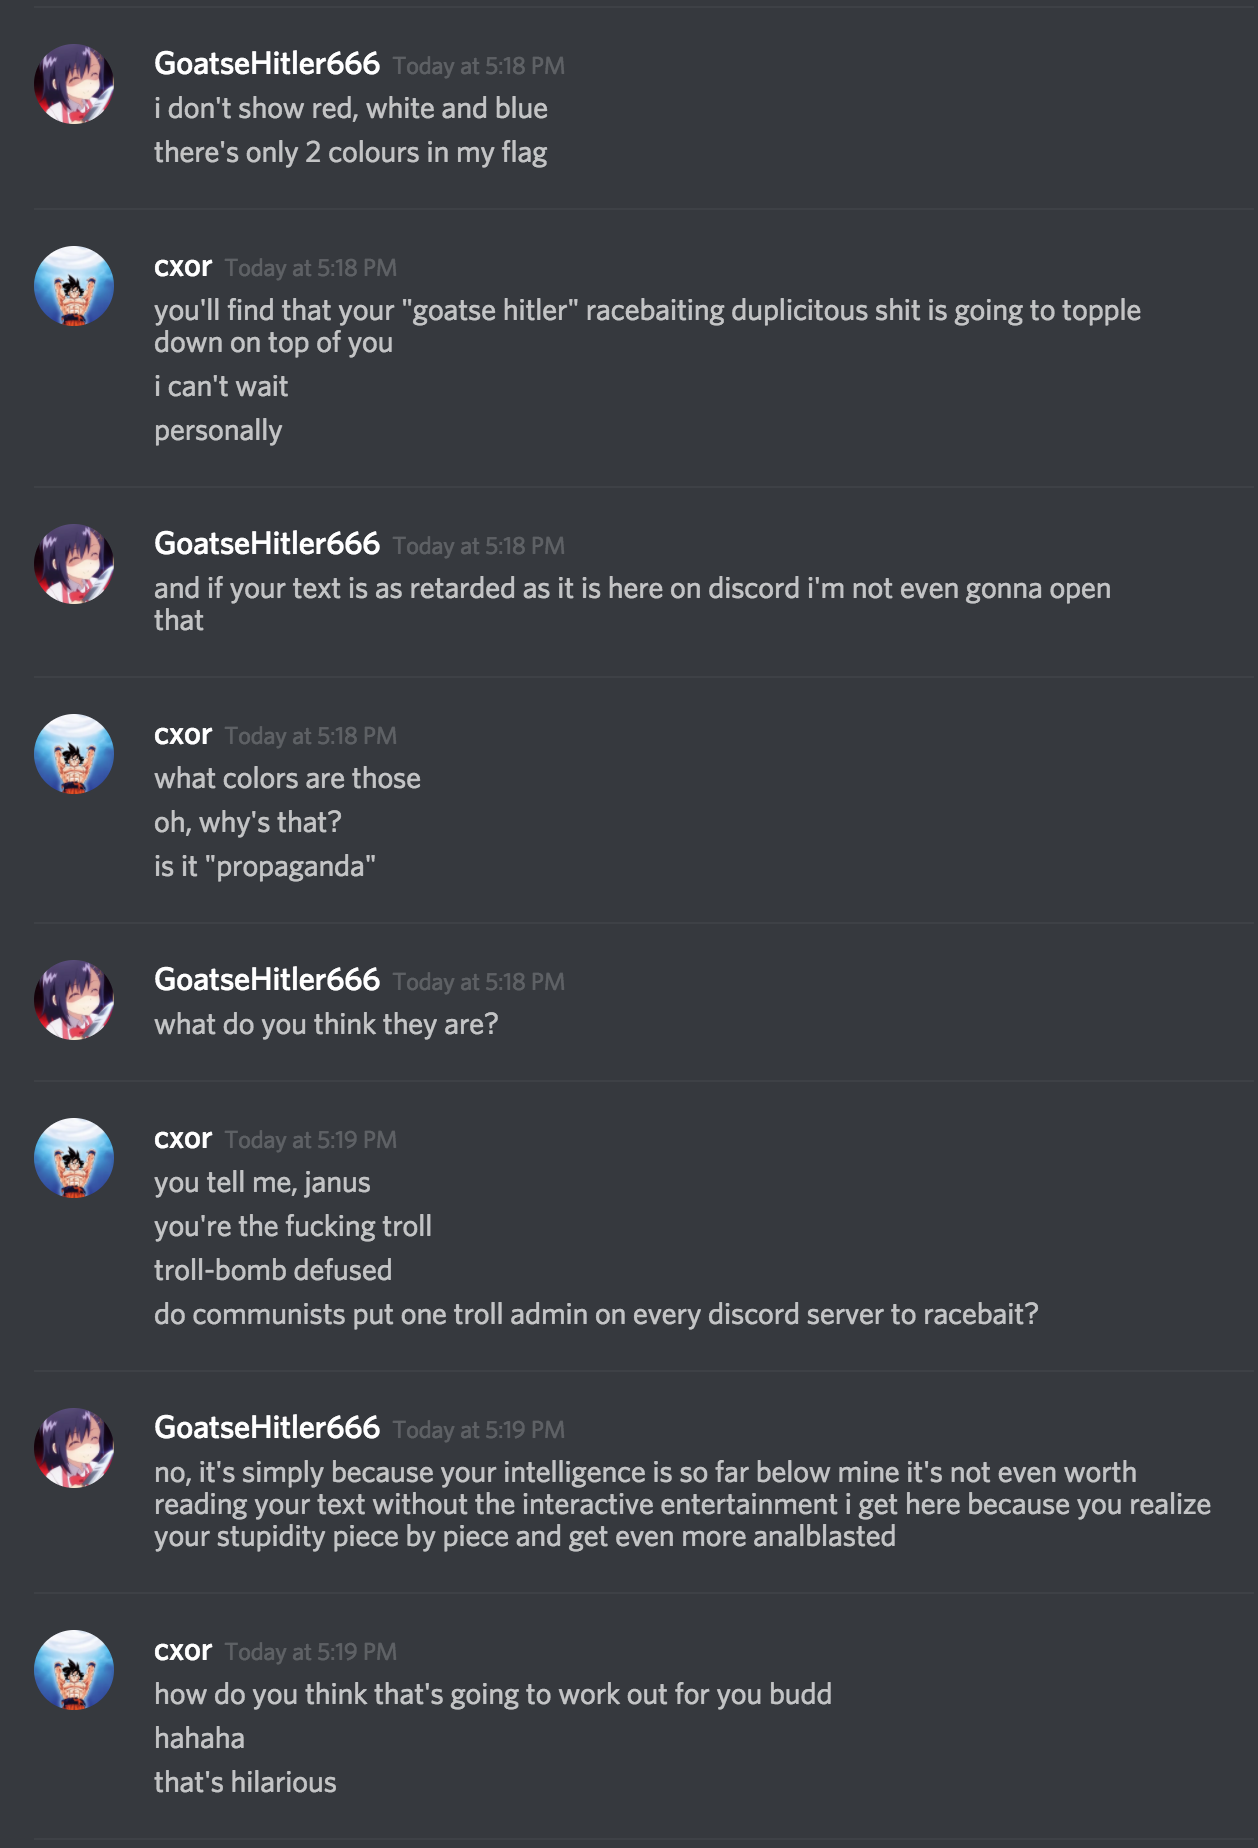 GoatseHitler666 Today at 5:18 PM
i don't show red, white and blue
there's only 2 colours in my flag
cxor Today at 5:18 PM
you'll find that your "goatse hitler" racebaiting duplicitous shit is going to topple
down on top of you
i can't wait
personally
GoatseHitler666 Today at 5:18 PM
and if your text is as retarded as it is here on discord i'm not even gonna open
that
cxor Today at 5:18 PM
what colors are those
oh, why's that?
is it "propaganda"
GoatseHitler666 Today at 5:18 PM
what do you think they are?
cxor Today at 5:19 PM
you tell me, janus
you're the fucking troll
troll-bomb defused
do communists put one troll admin on every discord server to racebait?
GoatseHitler666 Today at 5:19 PM
no, it's simply because your intelligence is so far below mine it's not even worth
reading your text without the interactive entertainment i get here because you realize
your stupidity piece by piece and get even more analblasted
cxor Today at 5:19 PM
how do you think that's going to work out for you budd
hahaha
that's hilarious